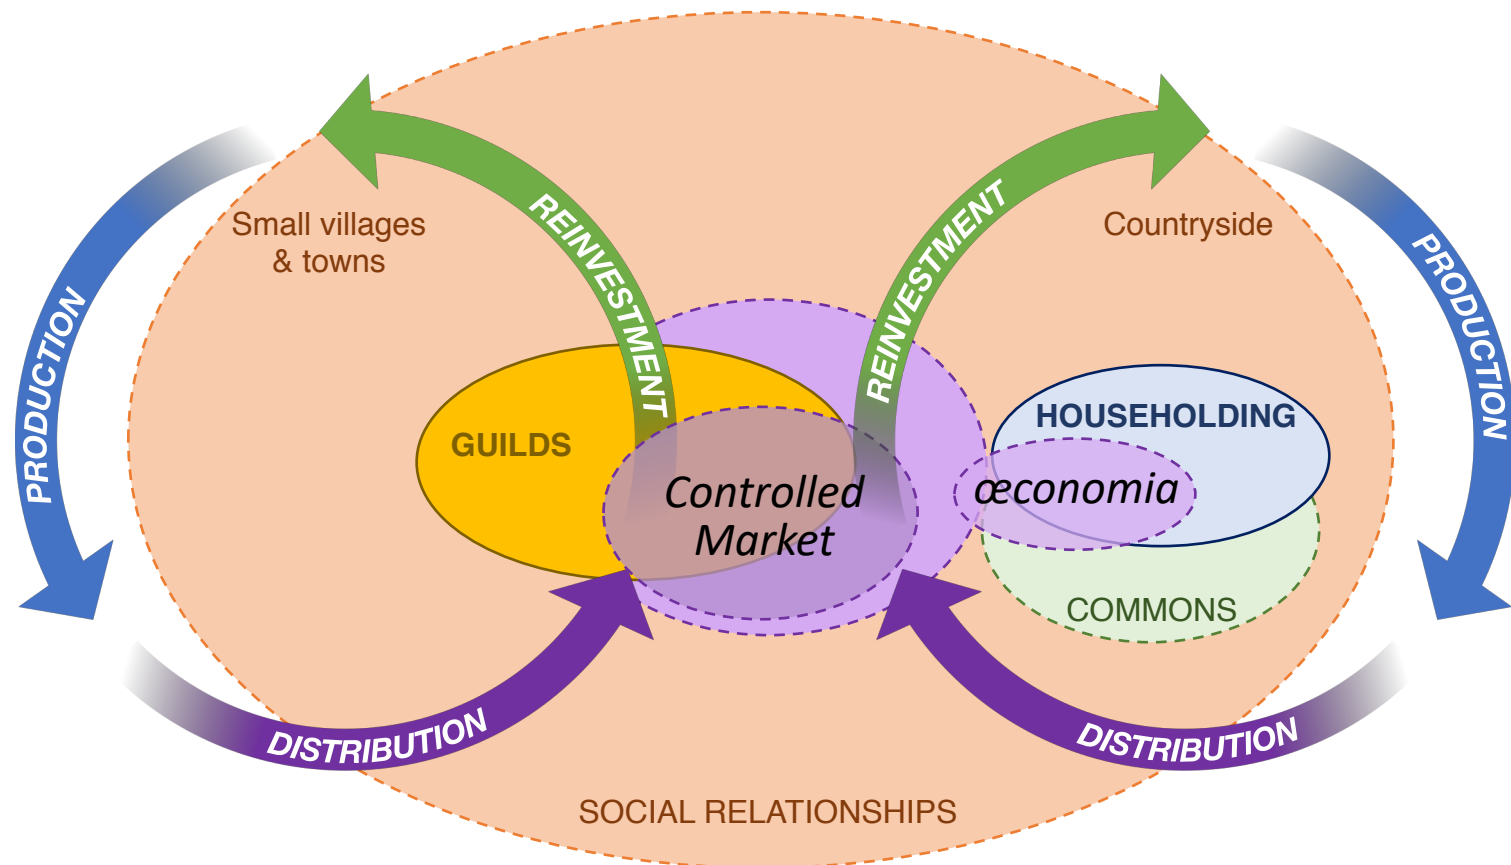 REINVESTMENT
REINVESTMENT
Small villages
& towns
Countryside
PRODUCTION
PRODUCTION
GUILDS
HOUSEHOLDING
Controlled
Market
œconomia
COMMONS
DISTRIBUTION
DISTRIBUTION
SOCIAL RELATIONSHIPS